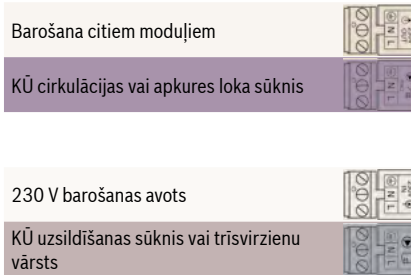 Barošana citiem moduļiem
KŪ cirkulācijas vai apkures loka sūknis
230 V barošanas avots
KŪ uzsildīšanas sūknis vai trīsvirzienu
vārsts